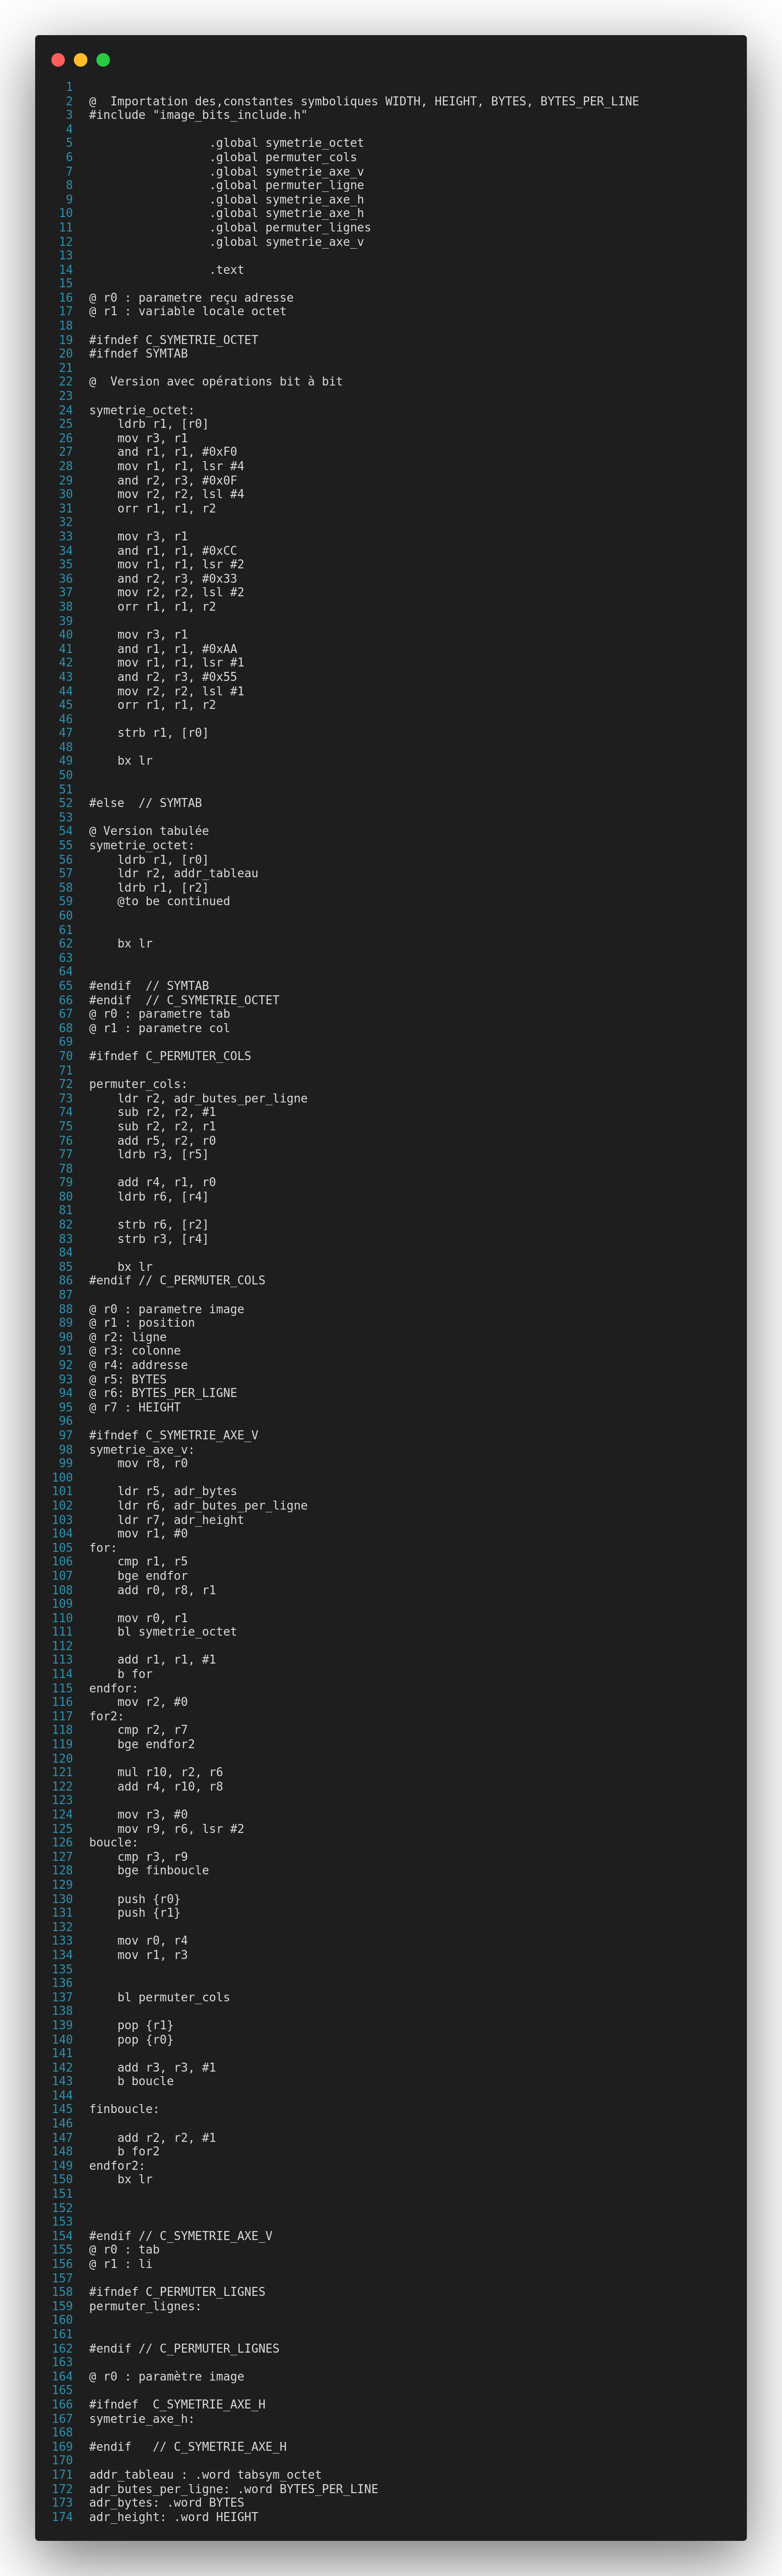 1
2 @  Importation des,constantes symboliques WIDTH, HEIGHT, BYTES, BYTES_PER_LINE
3 #include "image_bits_include.h"
4
5                  .global symetrie_octet
6                  .global permuter_cols
7                  .global symetrie_axe_v
8                  .global permuter_ligne
9                  .global symetrie_axe_h
10                  .global symetrie_axe_h
11                  .global permuter_lignes
12                  .global symetrie_axe_v
13
14                  .text
15
16 @ r0 : parametre reçu adresse
17 @ r1 : variable locale octet
18
19 #ifndef C_SYMETRIE_OCTET
20 #ifndef SYMTAB
21
22 @  Version avec opérations bit à bit
23
24 symetrie_octet:
25     ldrb r1, [r0]
26     mov r3, r1
27     and r1, r1, #0xF0
28     mov r1, r1, lsr #4
29     and r2, r3, #0x0F
30     mov r2, r2, lsl #4
31     orr r1, r1, r2
32
33     mov r3, r1
34     and r1, r1, #0xCC
35     mov r1, r1, lsr #2
36     and r2, r3, #0x33
37     mov r2, r2, lsl #2
38     orr r1, r1, r2
39
40     mov r3, r1
41     and r1, r1, #0xAA
42     mov r1, r1, lsr #1
43     and r2, r3, #0x55
44     mov r2, r2, lsl #1
45     orr r1, r1, r2
46
47     strb r1, [r0]
48
49     bx lr
50
51
52 #else  // SYMTAB
53
54 @ Version tabulée
55 symetrie_octet:
56     ldrb r1, [r0]
57     ldr r2, addr_tableau
58     ldrb r1, [r2]
59     @to be continued
60
61
62     bx lr
63
64
65 #endif  // SYMTAB
66 #endif  // C_SYMETRIE_OCTET
67 @ r0 : parametre tab
68 @ r1 : parametre col
69
70 #ifndef C_PERMUTER_COLS
71
72 permuter_cols:
73     ldr r2, adr_butes_per_ligne
74     sub r2, r2, #1
75     sub r2, r2, r1
76     add r5, r2, r0
77     ldrb r3, [r5]
78
79     add r4, r1, r0
80     ldrb r6, [r4]
81
82     strb r6, [r2]
83     strb r3, [r4]
84
85     bx lr
86 #endif // C_PERMUTER_COLS
87
88 @ r0 : parametre image
89 @ r1 : position
90 @ r2: ligne
91 @ r3: colonne
92 @ r4: addresse
93 @ r5: BYTES
94 @ r6: BYTES_PER_LIGNE
95 @ r7 : HEIGHT
96
97 #ifndef C_SYMETRIE_AXE_V
98 symetrie_axe_v:
99     mov r8, r0
100
101     ldr r5, adr_bytes
102     ldr r6, adr_butes_per_ligne
103     ldr r7, adr_height
104     mov r1, #0
105 for:
106     cmp r1, r5
107     bge endfor
108     add r0, r8, r1
109
110     mov r0, r1
111     bl symetrie_octet
112
113     add r1, r1, #1
114     b for
115 endfor:
116     mov r2, #0
117 for2:
118     cmp r2, r7
119     bge endfor2
120
121     mul r10, r2, r6
122     add r4, r10, r8
123
124     mov r3, #0
125     mov r9, r6, lsr #2
126 boucle:
127     cmp r3, r9
128     bge finboucle
129
130     push {r0}
131     push {r1}
132
133     mov r0, r4
134     mov r1, r3
135
136
137     bl permuter_cols
138
139     pop {r1}
140     pop {r0}
141
142     add r3, r3, #1
143     b boucle
144
145 finboucle:
146
147     add r2, r2, #1
148     b for2
149 endfor2:
150     bx lr
151
152
153
154 #endif // C_SYMETRIE_AXE_V
155 @ r0 : tab
156 @ r1 : li
157
158 #ifndef C_PERMUTER_LIGNES
159 permuter_lignes:
160
161
162 #endif // C_PERMUTER_LIGNES
163
164 @ r0 : paramètre image
165
166 #ifndef  C_SYMETRIE_AXE_H
167 symetrie_axe_h:
168
169 #endif   // C_SYMETRIE_AXE_H
170
171 addr_tableau : .word tabsym_octet
172 adr_butes_per_ligne: .word BYTES_PER_LINE
173 adr_bytes: .word BYTES
174 adr_height: .word HEIGHT